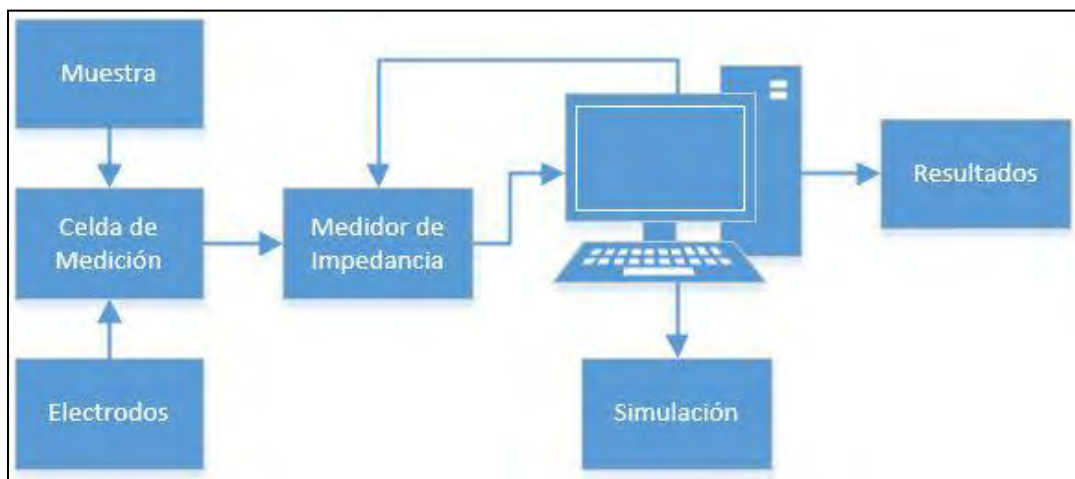 Muestra
Celda de
Medición
Medidor de
Impedancia
Resultados
Electrodos
Simulación